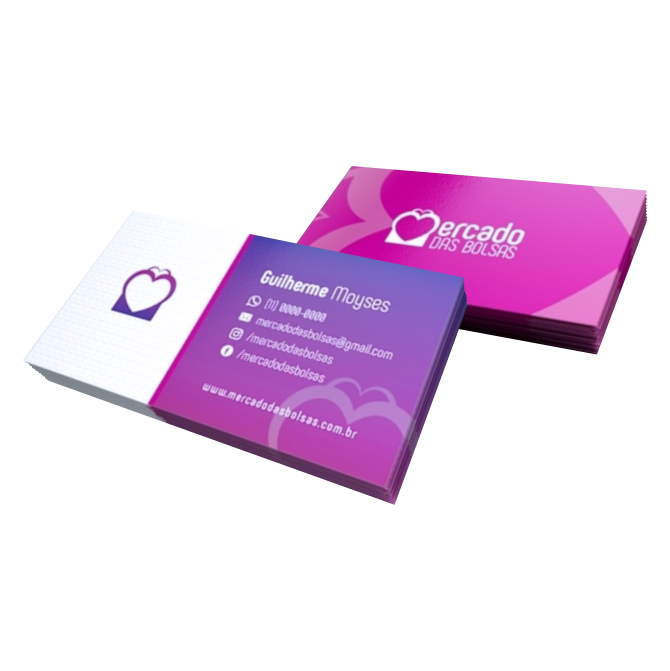 Guilherme Moyses
(11) 0000-0000
mercadodasbolsas@gmail.com
/mercadodasbolsas
/mercadodasbolsas
www.mercadodasbolsas.com.br
Mercado
DAS BOLSAS